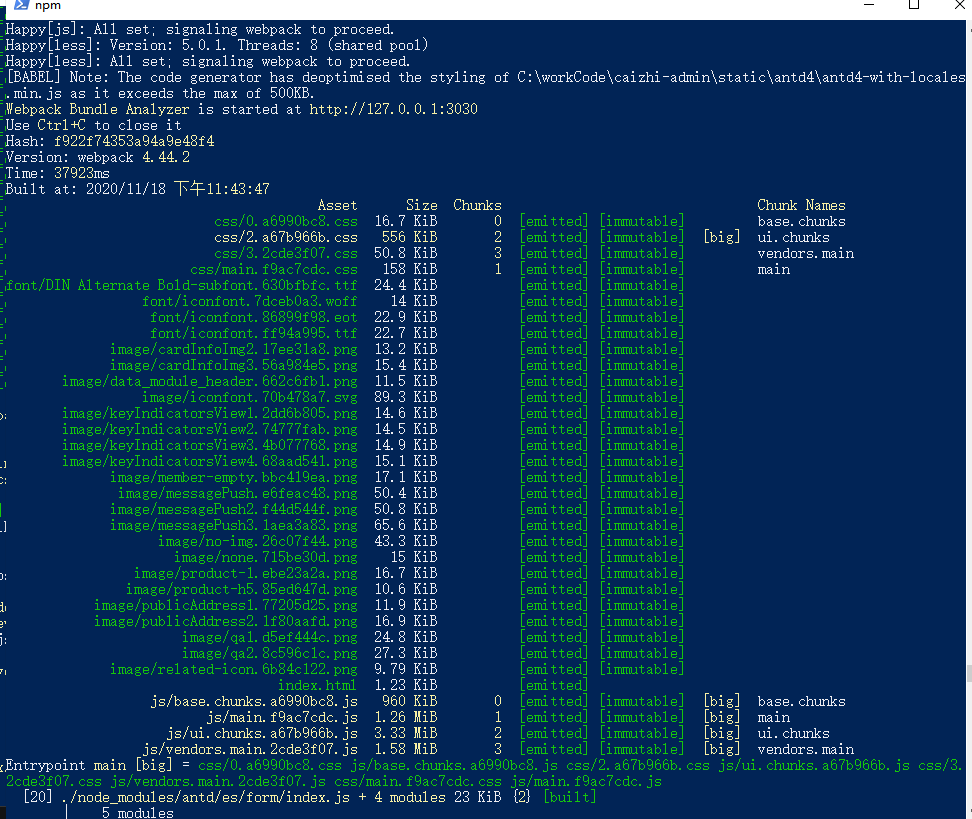 npm
Happy[js]: All set; signaling webpack to proceed.
Happy[less]: Version: 5.0.1. Threads: 8 (shared pool)
Happy[less]: All set; signaling webpack to proceed.
[BABEL] Note: The code generator has deoptimised the styling of C:\workCode\caizhi-admin\static\antd4\antd4-with-locales
.min.js as it exceeds the max of 500KB.
Webpack Bundle Analyzer is started at http://127.0.0.1:3030
Use Ctrl+C to close it
Hash: f922f74353a94a9e48f4
Version: webpack 4.44.2
Time: 37923ms
Built at: 2020/11/18 下午11:43:47
Asset Size Chunks Chunk Names
css/0.a6990bc8.css 16.7 KiB 0 [emitted] [immutable] base.chunks
css/2.a67b966b.css 556 KiB 2 [emitted] [immutable] [big] ui.chunks
css/3.2cde3f07.css 50.8 KiB 3 [emitted] [immutable] vendors.main
css/main.f9ac7cdc.css 158 KiB 1 [emitted] [immutable] main
font/DIN Alternate Bold-subfont.630bfbfc.ttf 24.4 KiB [emitted] [immutable]
font/iconfont.7dceb0a3.woff 14 KiB [emitted] [immutable]
font/iconfont.86899f98.eot 22.9 KiB [emitted] [immutable]
font/iconfont.ff94a995.ttf 22.7 KiB [emitted] [immutable]
image/cardInfoImg2.17ee31a8.png 13.2 KiB [emitted] [immutable]
image/cardInfoImg3.56a984e5.png 15.4 KiB [emitted] [immutable]
image/data_module_header.662c6fb1.png 11.5 KiB [emitted] [immutable]
image/iconfont.70b478a7.svg 89.3 KiB [emitted] [immutable]
image/keyIndicatorsView1.2dd6b805.png 14.6 KiB [emitted] [immutable]
image/keyIndicatorsView2.74777fab.png 14.5 KiB [emitted] [immutable]
image/keyIndicatorsView3.4b077768.png 14.9 KiB [emitted] [immutable]
image/keyIndicatorsView4.68aad541.png 15.1 KiB [emitted] [immutable]
image/member-empty.bbc419ea.png 17.1 KiB [emitted] [immutable]
image/messagePush.e6feac48.png 50.4 KiB [emitted] [immutable]
image/messagePush2.f44d544f.png 50.8 KiB [emitted] [immutable]
image/messagePush3.1aea3a83.png 65.6 KiB [emitted] [immutable]
image/no-img.26c07f44.png 43.3 KiB [emitted] [immutable]
image/none.715be30d.png 15 KiB [emitted] [immutable]
image/product-1.ebe23a2a.png 16.7 KiB [emitted] [immutable]
image/product-h5.85ed647d.png 10.6 KiB [emitted] [immutable]
image/publicAddress1.77205d25.png 11.9 KiB [emitted] [immutable]
image/publicAddress2.1f80aafd.png 16.9 KiB [emitted] [immutable]
image/qa1.d5ef444c.png 24.8 KiB [emitted] [immutable]
image/qa2.8c596c1c.png 27.3 KiB [emitted] [immutable]
image/related-icon.6b84c122.png 9.79 KiB [emitted] [immutable]
index.html 1.23 KiB [emitted]
js/base.chunks.a6990bc8.js 960 KiB 0 [emitted] [immutable] [big] base.chunks
js/main.f9ac7cdc.js 1.26 MiB 1 [emitted] [immutable] [big] main
js/ui.chunks.a67b966b.js 3.33 MiB 2 [emitted] [immutable] [big] ui.chunks
js/vendors.main.2cde3f07.js 1.58 MiB 3 [emitted] [immutable] [big] vendors.main
Entrypoint main [big] = css/0.a6990bc8.css js/base.chunks.a6990bc8.js css/2.a67b966b.css js/ui.chunks.a67b966b.js css/3.
2cde3f07.css js/vendors.main.2cde3f07.js css/main.f9ac7cdc.css js/main.f9ac7cdc.js
[20] ./node_modules/antd/es/form/index.js + 4 modules 23 KiB {2} [built]
| 5 modules